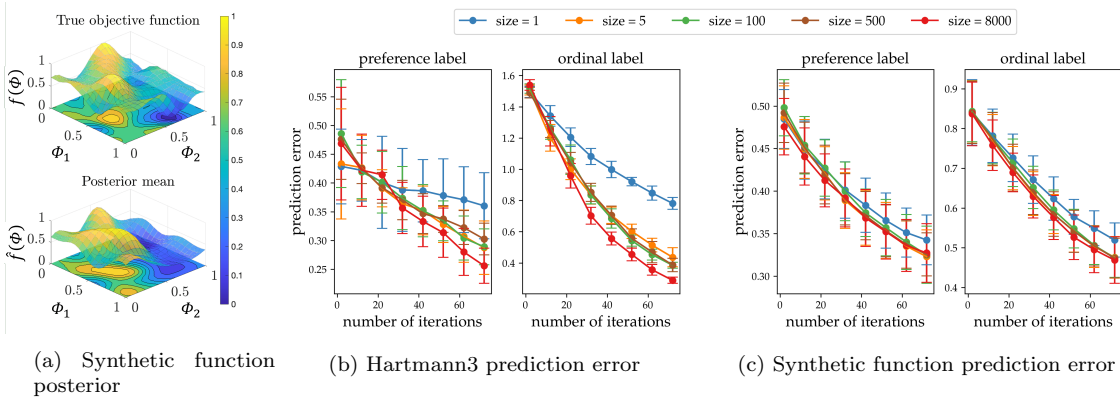 True objective function
f(Φ)
1
0.5
0
0
0.5
1
Φ₁
0
0.5
1
Φ₂
Posterior mean
f̂(Φ)
1
0.5
0
0
0.5
1
Φ₁
0
0.5
1
Φ₂
1
0.9
0.8
0.7
0.6
0.5
0.4
0.3
0.2
0.1
0
size = 1 size = 5 size = 100 size = 500 size = 8000
preference label
prediction error
0.55
0.50
0.45
0.40
0.35
0.30
0.25
0 20 40 60
number of iterations
ordinal label
1.6
1.4
1.2
1.0
0.8
0.6
0.4
0 20 40 60
number of iterations
preference label
prediction error
0.50
0.45
0.40
0.35
0.30
0 20 40 60
number of iterations
ordinal label
0.9
0.8
0.7
0.6
0.5
0.4
0 20 40 60
number of iterations
(a) Synthetic function
posterior
(b) Hartmann3 prediction error
(c) Synthetic function prediction error